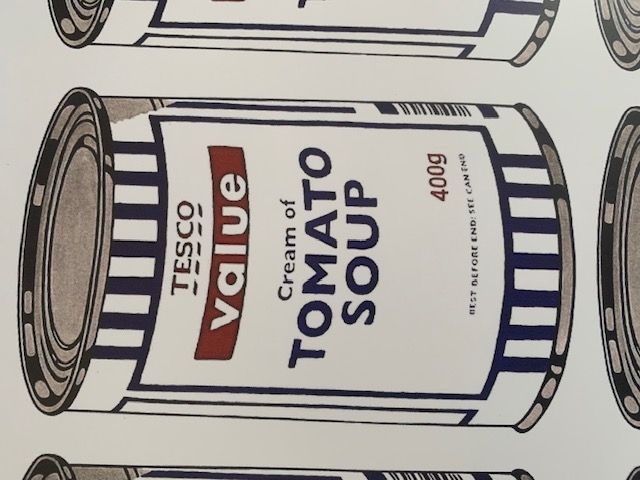 TESCO
Value
Cream of
TOMATO
SOUP
400g
BEST BEFORE END: SEE CAN END